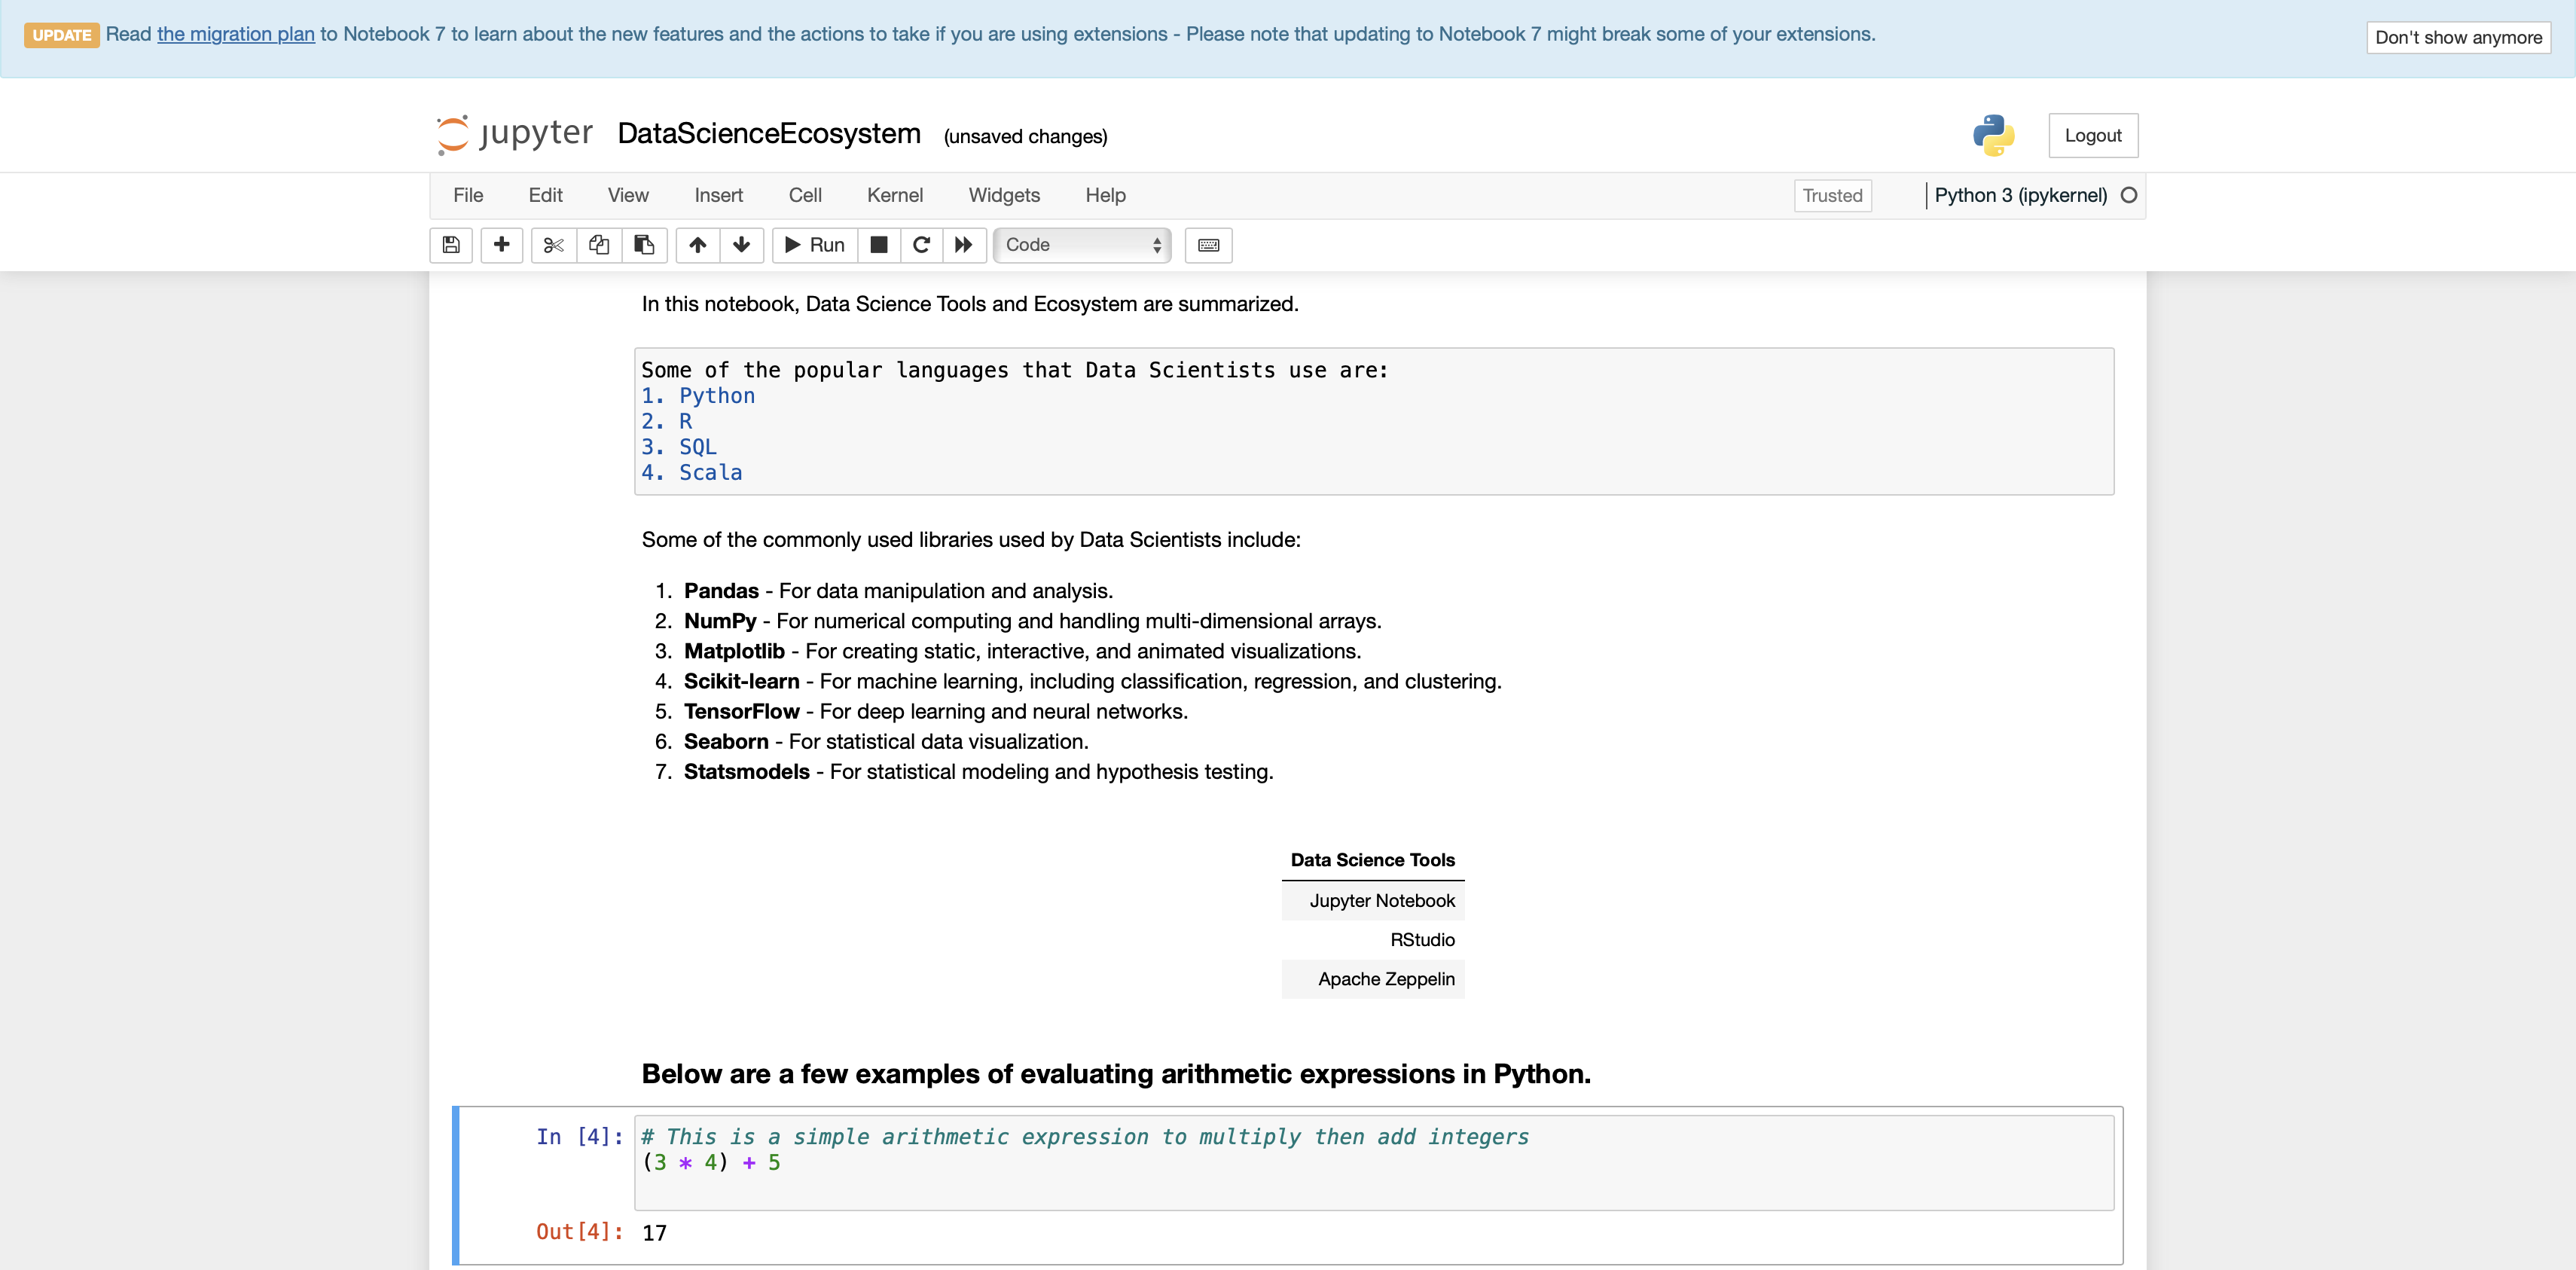 UPDATE Read the migration plan to Notebook 7 to learn about the new features and the actions to take if you are using extensions - Please note that updating to Notebook 7 might break some of your extensions.
Don't show anymore
jupyter DataScienceEcosystem (unsaved changes)
Logout
File Edit View Insert Cell Kernel Widgets Help
Trusted
Python 3 (ipykernel)
Run
Code
In this notebook, Data Science Tools and Ecosystem are summarized.
Some of the popular languages that Data Scientists use are:
1. Python
2. R
3. SQL
4. Scala
Some of the commonly used libraries used by Data Scientists include:
1. Pandas - For data manipulation and analysis.
2. NumPy - For numerical computing and handling multi-dimensional arrays.
3. Matplotlib - For creating static, interactive, and animated visualizations.
4. Scikit-learn - For machine learning, including classification, regression, and clustering.
5. TensorFlow - For deep learning and neural networks.
6. Seaborn - For statistical data visualization.
7. Statsmodels - For statistical modeling and hypothesis testing.
Data Science Tools
Jupyter Notebook
RStudio
Apache Zeppelin
Below are a few examples of evaluating arithmetic expressions in Python.
In [4]: # This is a simple arithmetic expression to multiply then add integers
(3 * 4) + 5
Out[4]: 17